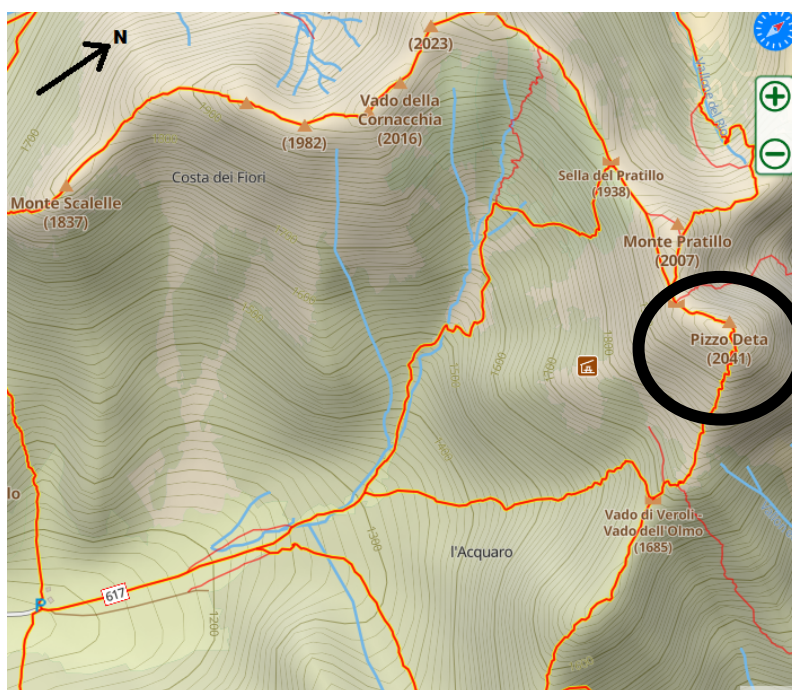 N
(2023)
Vado della
Cornacchia
(2016)
(1982)
1700
Costa dei Fiori
Monte Scalelle
(1837)
Sella del Pratillo
(1938)
Monte Pratillo
(2007)
Pizzo Deta
(2041)
1800
1700
1600
1500
1400
Vado di Veroli -
Vado dell'Olmo
(1685)
l'Acquaro
1300
lo
617
P
1200